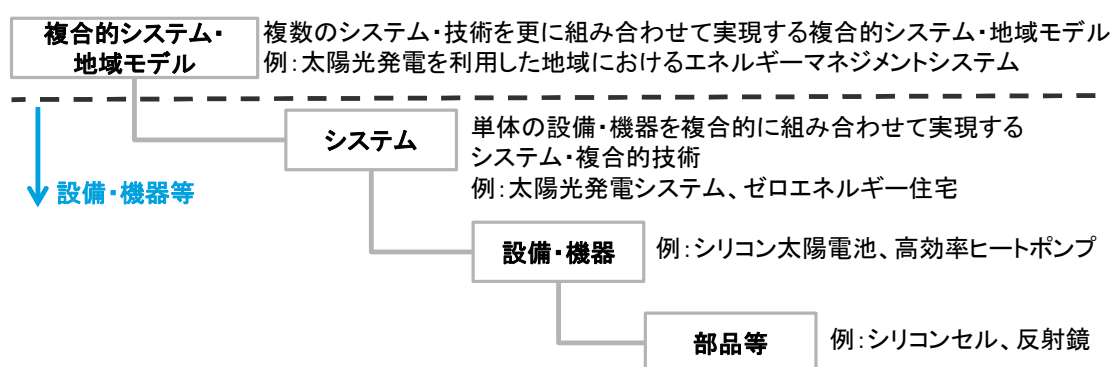 複合的システム・
地域モデル
複数のシステム・技術を更に組み合わせて実現する複合的システム・地域モデル
例：太陽光発電を利用した地域におけるエネルギーマネジメントシステム
システム
単体の設備・機器を複合的に組み合わせて実現する
システム・複合的技術
例：太陽光発電システム、ゼロエネルギー住宅
設備・機器等
設備・機器
例：シリコン太陽電池、高効率ヒートポンプ
部品等
例：シリコンセル、反射鏡